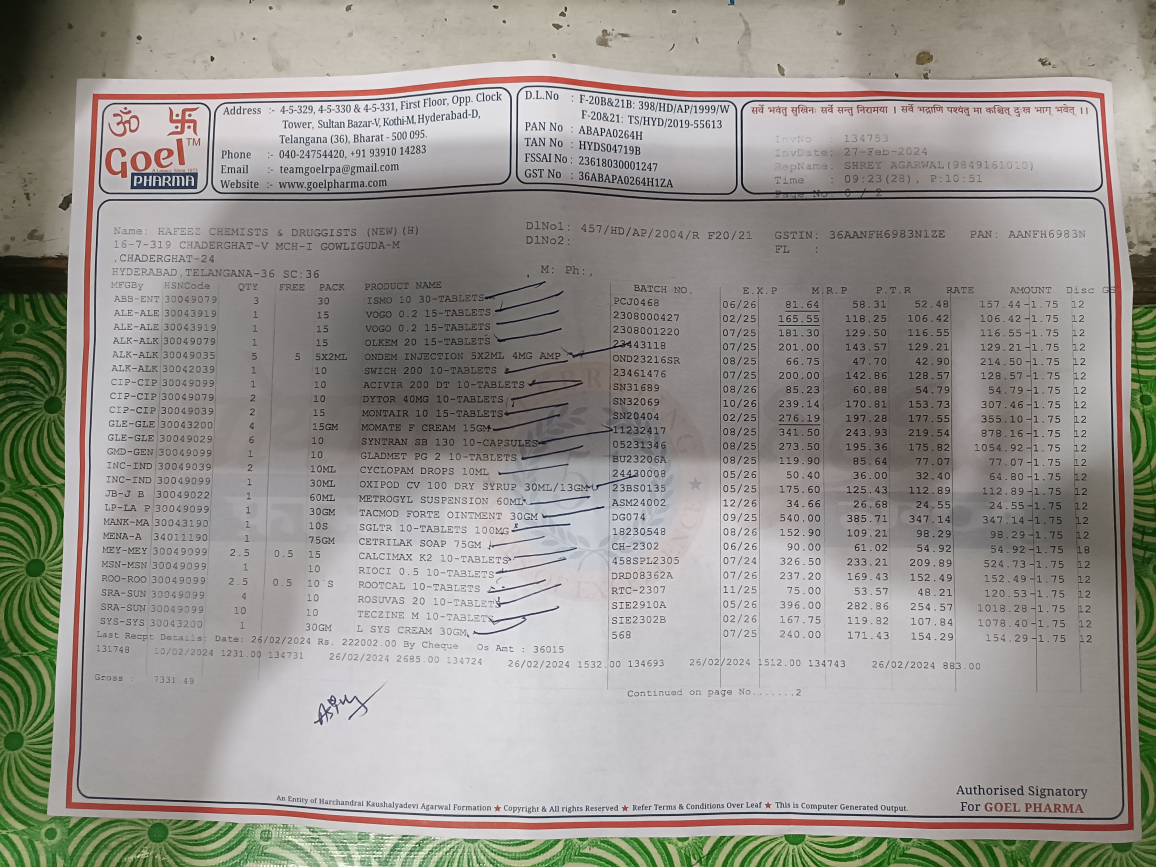 ॐ 卐
Goel TM
A Legacy Since 1973
PHARMA
Address :- 4-5-329, 4-5-330 & 4-5-331, First Floor, Opp. Clock
Tower, Sultan Bazar-V, Kothi-M, Hyderabad-D,
Telangana (36), Bharat - 500 095.
Phone :- 040-24754420, +91 93910 14283
Email :- teamgoelrpa@gmail.com
Website :- www.goelpharma.com
D.L.No : F-20B&21B: 398/HD/AP/1999/W
F-20&21: TS/HYD/2019-55613
PAN No : ABAPA0264H
TAN No : HYDS04719B
FSSAI No : 23618030001247
GST No : 36ABAPA0264H1ZA
सर्वे भवंतु सुखिनः सर्वे सन्तु निरामया । सर्वे भद्राणि पश्यंतु मा कश्चित् दुःख भाग् भवेत् ।।
InvNo : 134753
InvDate: 27-Feb-2024
RepName: SHREY AGARWAL(9849161010)
Time : 09:23(28), P:10:51
Page No: 0 / 2
Name: HAFEEZ CHEMISTS & DRUGGISTS (NEW)(H) DlNo1: 457/HD/AP/2004/R F20/21 GSTIN: 36AANFH6983N1ZE PAN: AANFH6983N
16-7-319 CHADERGHAT-V MCH-I GOWLIGUDA-M DlNo2: FL :
,CHADERGHAT-24
HYDERABAD,TELANGANA-36 SC:36 , M: Ph:,
MFGBy HSNCode QTY FREE PACK PRODUCT NAME BATCH NO. E.X.P M.R.P P.T.R RATE AMOUNT Disc GS
ABB-ENT 30049079 3 30 ISMO 10 30-TABLETS PCJ0468 06/26 81.64 58.31 52.48 157.44-1.75 12
ALE-ALE 30043919 1 15 VOGO 0.2 15-TABLETS 2308000427 02/25 165.55 118.25 106.42 106.42-1.75 12
ALE-ALE 30043919 1 15 VOGO 0.2 15-TABLETS 2308001220 07/25 181.30 129.50 116.55 116.55-1.75 12
ALK-ALK 30049079 1 15 OLKEM 20 15-TABLETS 23443118 07/25 201.00 143.57 129.21 129.21-1.75 12
ALK-ALK 30049035 5 5 5X2ML ONDEM INJECTION 5X2ML 4MG AMP OND23216SR 08/25 66.75 47.70 42.90 214.50-1.75 12
ALK-ALK 30042039 1 10 SWICH 200 10-TABLETS 23461476 07/25 200.00 142.86 128.57 128.57-1.75 12
CIP-CIP 30049099 1 10 ACIVIR 200 DT 10-TABLETS SN31689 08/26 85.23 60.88 54.79 54.79-1.75 12
CIP-CIP 30049079 2 10 DYTOR 40MG 10-TABLETS SN32069 10/26 239.14 170.81 153.73 307.46-1.75 12
CIP-CIP 30049039 2 15 MONTAIR 10 15-TABLETS SN20404 02/25 276.19 197.28 177.55 355.10-1.75 12
GLE-GLE 30043200 4 15GM MOMATE F CREAM 15GM 11232417 08/25 341.50 243.93 219.54 878.16-1.75 12
GLE-GLE 30049029 6 10 SYNTRAN SB 130 10-CAPSULES 05231346 08/25 273.50 195.36 175.82 1054.92-1.75 12
GMD-GEN 30049099 1 10 GLADMET PG 2 10-TABLETS BU23206A 08/25 119.90 85.64 77.07 77.07-1.75 12
INC-IND 30049039 2 10ML CYCLOPAM DROPS 10ML 24430008 05/26 50.40 36.00 32.40 64.80-1.75 12
INC-IND 30049099 1 30ML OXIPOD CV 100 DRY SYRUP 30ML/13GM 23BS0135 05/25 175.60 125.43 112.89 112.89-1.75 12
JB-J B 30049022 1 60ML METROGYL SUSPENSION 60ML ASM24002 12/26 34.66 26.68 24.55 24.55-1.75 12
LP-LA P 30049099 1 30GM TACMOD FORTE OINTMENT 30GM DG074 09/25 540.00 385.71 347.14 347.14-1.75 12
MANK-MA 30043190 1 10S SGLTR 10-TABLETS 100MG 18230548 08/26 152.90 109.21 98.29 98.29-1.75 12
MENA-A 34011190 1 75GM CETRILAK SOAP 75GM CH-2302 06/26 90.00 61.02 54.92 54.92-1.75 18
MEY-MEY 30049099 2.5 0.5 15 CALCIMAX K2 10-TABLETS 458SPL2305 07/24 326.50 233.21 209.89 524.73-1.75 12
MSN-MSN 30049099 1 10 RIOCI 0.5 10-TABLETS DRD08362A 07/26 237.20 169.43 152.49 152.49-1.75 12
ROO-ROO 30049099 2.5 0.5 10'S ROOTCAL 10-TABLETS RTC-2307 11/25 75.00 53.57 48.21 120.53-1.75 12
SRA-SUN 30049099 4 10 ROSUVAS 20 10-TABLETS SIE2910A 05/26 396.00 282.86 254.57 1018.28-1.75 12
SRA-SUN 30049099 10 10 TECZINE M 10-TABLETS SIE2302B 02/26 167.75 119.82 107.84 1078.40-1.75 12
SYS-SYS 30043200 1 30GM L SYS CREAM 30GM. 568 07/25 240.00 171.43 154.29 154.29-1.75 12
Last Recpt Details: Date: 26/02/2024 Rs. 222002.00 By Cheque Os Amt : 36015
131748 10/02/2024 1231.00 134731 26/02/2024 2685.00 134724 26/02/2024 1532.00 134693 26/02/2024 1512.00 134743 26/02/2024 883.00
Gross : 7331.49
Continued on page No.......2
Authorised Signatory
For GOEL PHARMA
An Entity of Harchandrai Kaushalyadevi Agarwal Formation ★ Copyright & All rights Reserved ★ Refer Terms & Conditions Over Leaf ★ This is Computer Generated Output.